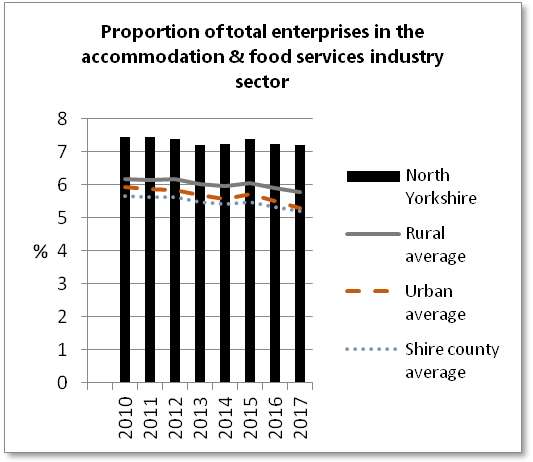 Proportion of total enterprises in the
accommodation & food services industry
sector
8
7
6
5
4
3
2
1
0
%
2010
2011
2012
2013
2014
2015
2016
2017
North
Yorkshire
Rural
average
Urban
average
Shire county
average